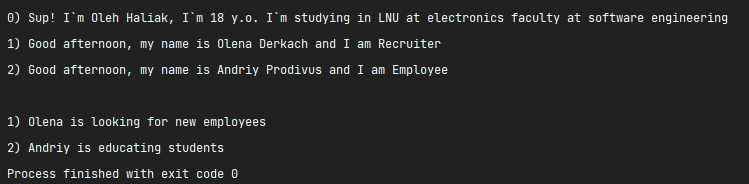 0) Sup! I`m Oleh Haliak, I`m 18 y.o. I`m studying in LNU at electronics faculty at software engineering
1) Good afternoon, my name is Olena Derkach and I am Recruiter
2) Good afternoon, my name is Andriy Prodivus and I am Employee
1) Olena is looking for new employees
2) Andriy is educating students
Process finished with exit code 0